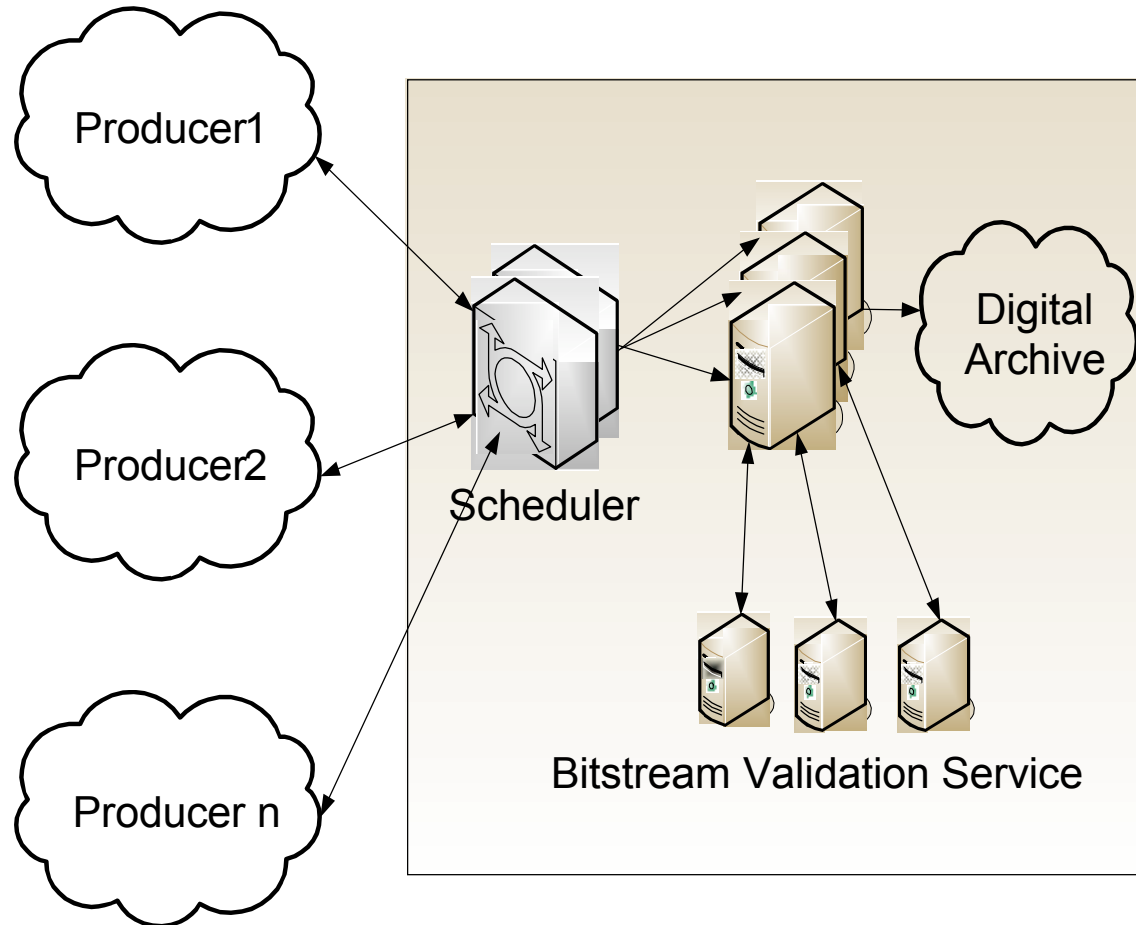 Producer1
Producer2
Producer n
Scheduler
Digital
Archive
Bitstream Validation Service